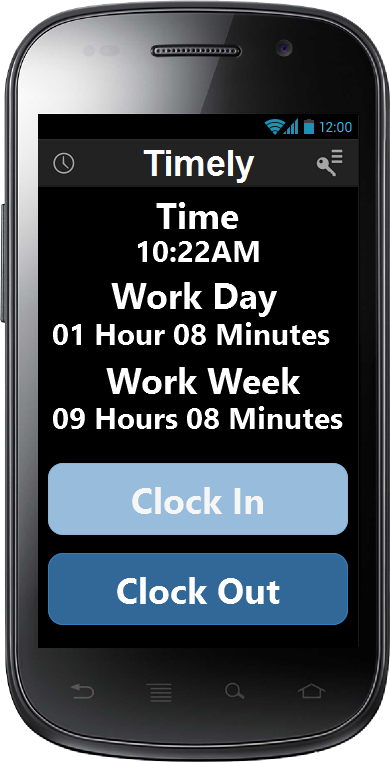 12:00
Timely
Time
10:22AM
Work Day
01 Hour 08 Minutes
Work Week
09 Hours 08 Minutes
Clock In
Clock Out